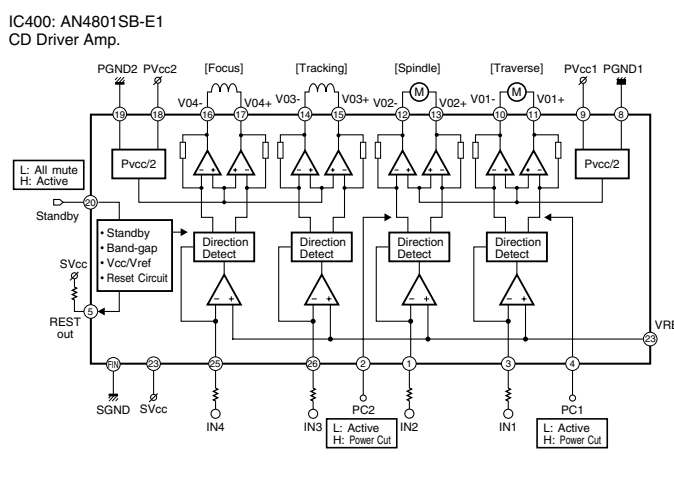 IC400: AN4801SB-E1
CD Driver Amp.
PGND2 PVcc2 [Focus] [Tracking] [Spindle] [Traverse] PVcc1 PGND1
M M
V04- V04+ V03- V03+ V02- V02+ V01- V01+
19 18 16 17 14 15 12 13 10 11 9 8
Pvcc/2 Pvcc/2
- + + - - + + - - + + - - + + -
L: All mute
H: Active
20
Standby
• Standby
• Band-gap
• Vcc/Vref
• Reset Circuit
Direction Detect
Direction Detect
Direction Detect
Direction Detect
SVcc
5
REST out
- + - + - + - +
23
VRE
FIN 23 25 26 2 1 3 4
SGND SVcc IN4 IN3 PC2 IN2 IN1 PC1
L: Active
H: Power Cut
L: Active
H: Power Cut